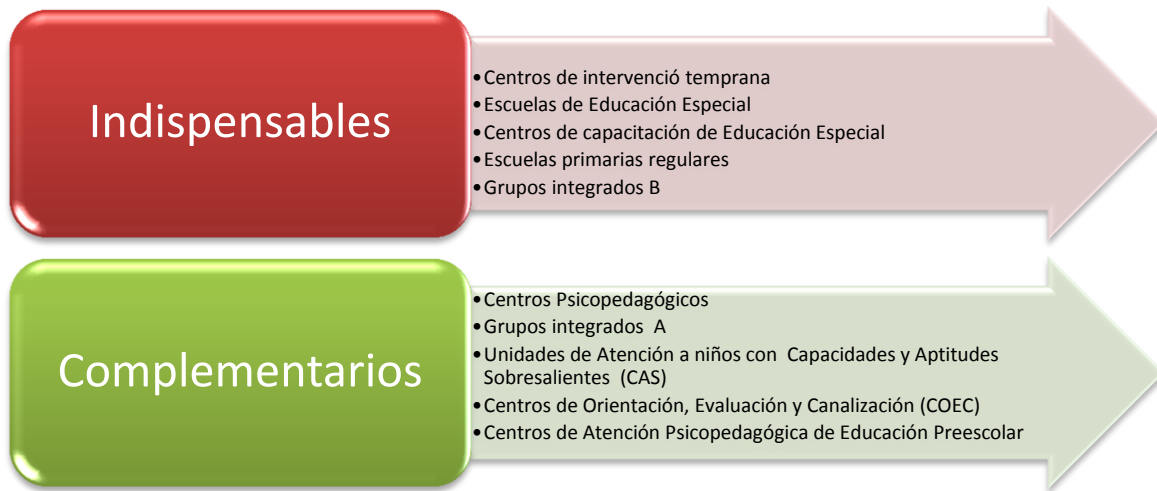 Indispensables
•Centros de intervenció temprana
•Escuelas de Educación Especial
•Centros de capacitación de Educación Especial
•Escuelas primarias regulares
•Grupos integrados B
Complementarios
•Centros Psicopedagógicos
•Grupos integrados A
•Unidades de Atención a niños con Capacidades y Aptitudes
Sobresalientes (CAS)
•Centros de Orientación, Evaluación y Canalización (COEC)
•Centros de Atención Psicopedagógica de Educación Preescolar